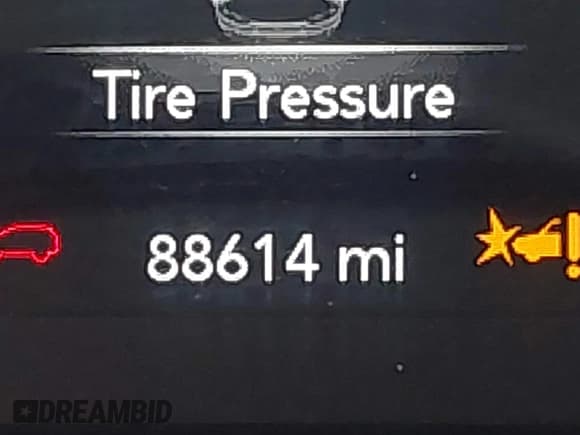 Tire Pressure
88614 mi
DREAMBID